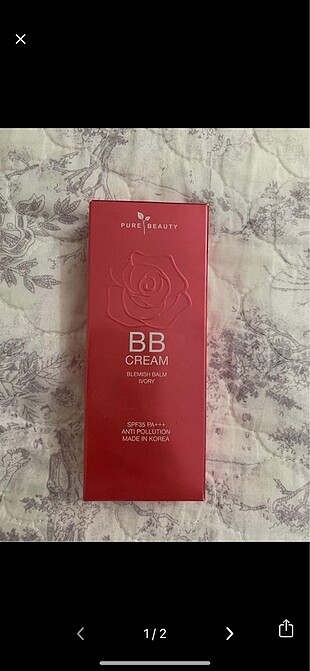 PURE BEAUTY
BB
CREAM
BLEMISH BALM
IVORY
SPF35 PA+++
ANTI POLLUTION
MADE IN KOREA
1/2